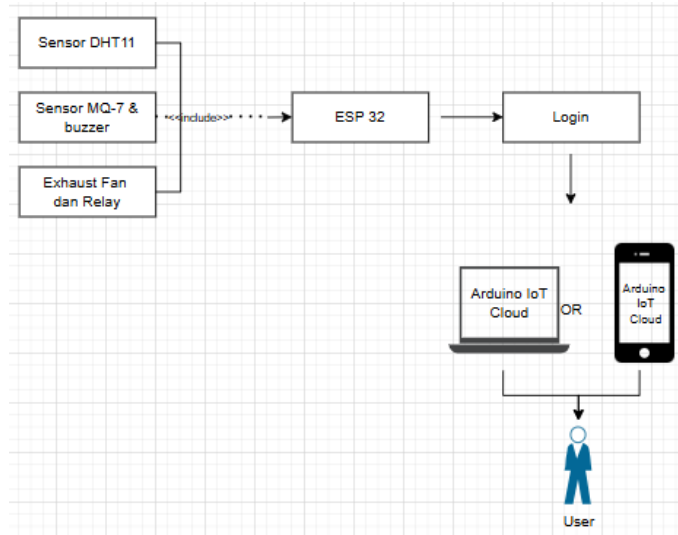 Sensor DHT11
Sensor MQ-7 &
buzzer
<<include>>
ESP 32
Login
Exhaust Fan
dan Relay
Arduino IoT
Cloud
OR
Arduino
IoT
Cloud
User